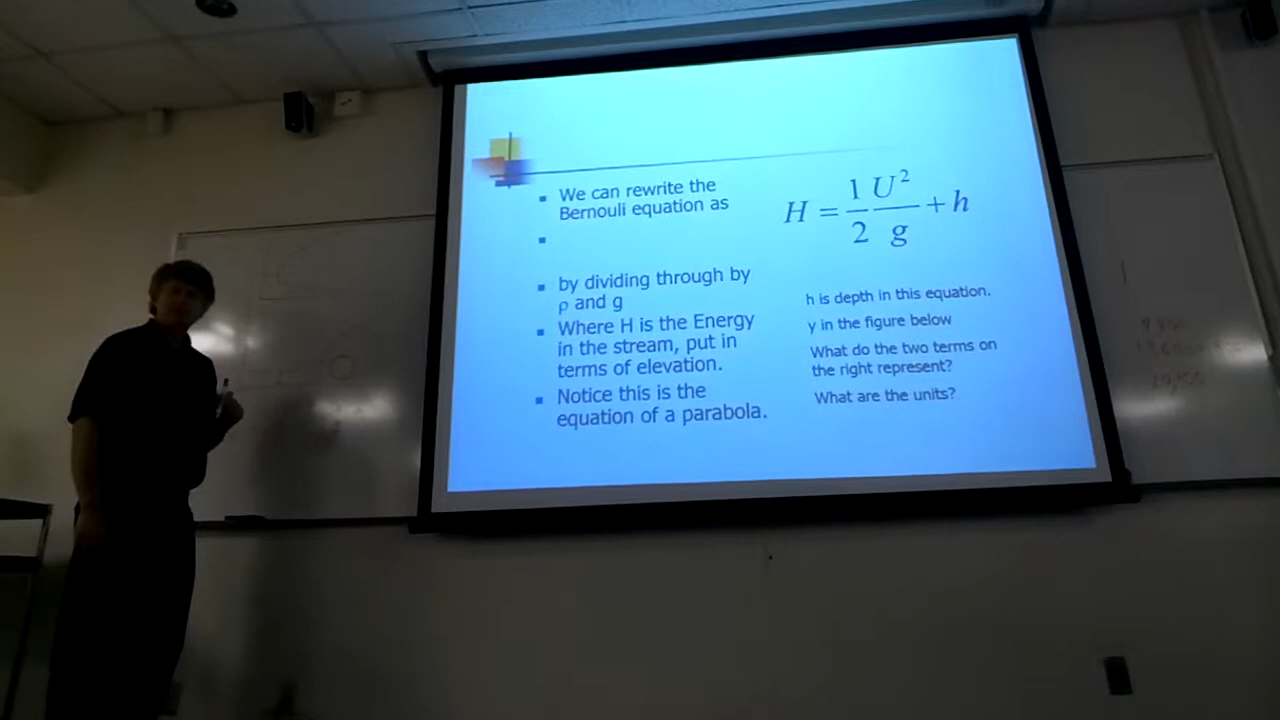 We can rewrite the
Bernouli equation as
H = 1/2 U²/g + h
by dividing through by
ρ and g
Where H is the Energy
in the stream, put in
terms of elevation.
Notice this is the
equation of a parabola.
h is depth in this equation.
y in the figure below
What do the two terms on
the right represent?
What are the units?